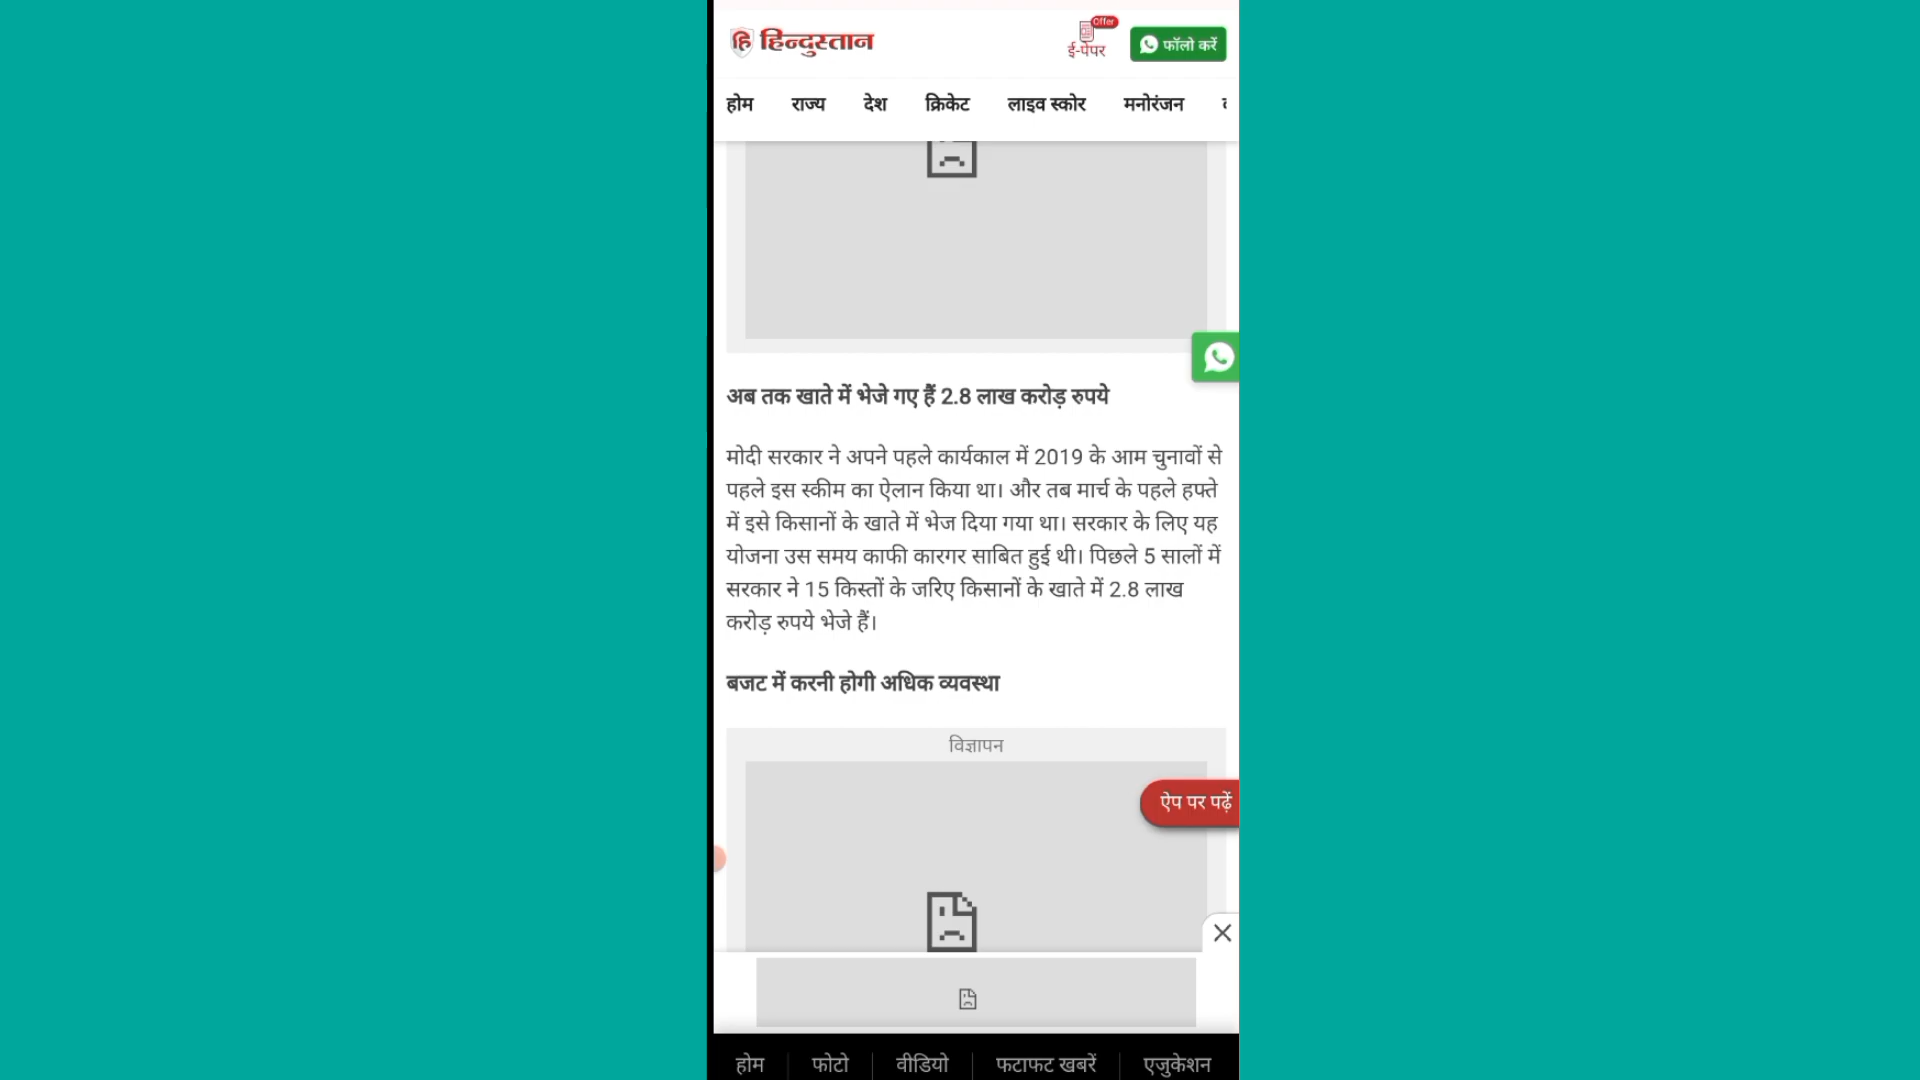 हि हिन्दुस्तान
Offer
ई-पेपर
फॉलो करें
होम राज्य देश क्रिकेट लाइव स्कोर मनोरंजन
अब तक खाते में भेजे गए हैं 2.8 लाख करोड़ रुपये
मोदी सरकार ने अपने पहले कार्यकाल में 2019 के आम चुनावों से
पहले इस स्कीम का ऐलान किया था। और तब मार्च के पहले हफ्ते
में इसे किसानों के खाते में भेज दिया गया था। सरकार के लिए यह
योजना उस समय काफी कारगर साबित हुई थी। पिछले 5 सालों में
सरकार ने 15 किस्तों के जरिए किसानों के खाते में 2.8 लाख
करोड़ रुपये भेजे हैं।
बजट में करनी होगी अधिक व्यवस्था
विज्ञापन
ऐप पर पढ़ें
होम फोटो वीडियो फटाफट खबरें एजुकेशन